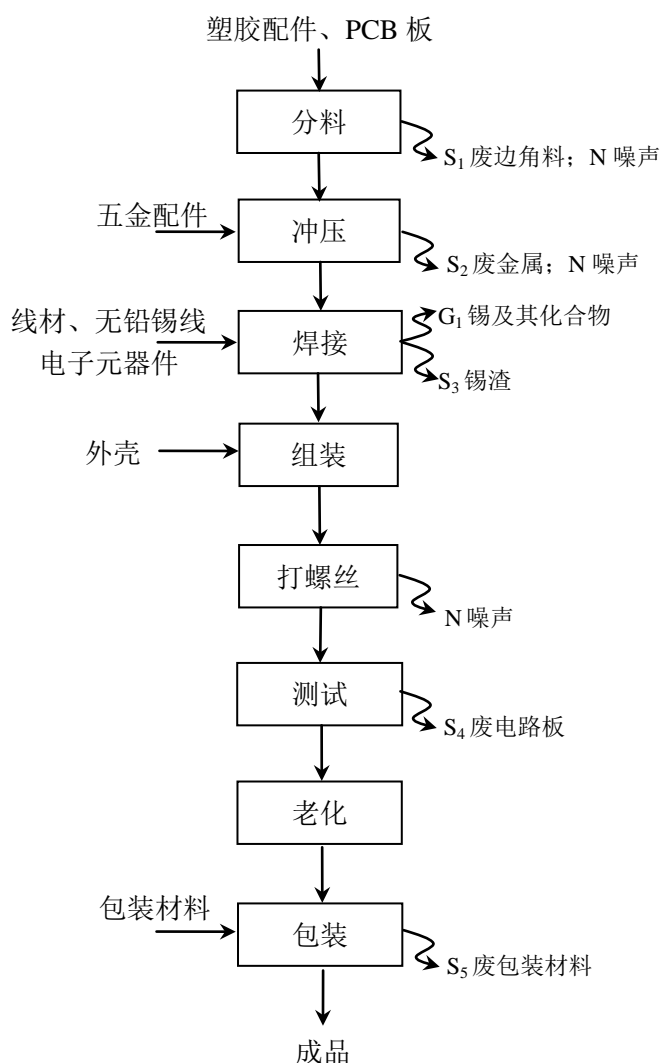 塑胶配件、PCB 板
分料
S₁ 废边角料；N 噪声
五金配件
冲压
S₂ 废金属；N 噪声
线材、无铅锡线
电子元器件
焊接
G₁ 锡及其化合物
S₃ 锡渣
外壳
组装
打螺丝
N 噪声
测试
S₄ 废电路板
老化
包装材料
包装
S₅ 废包装材料
成品